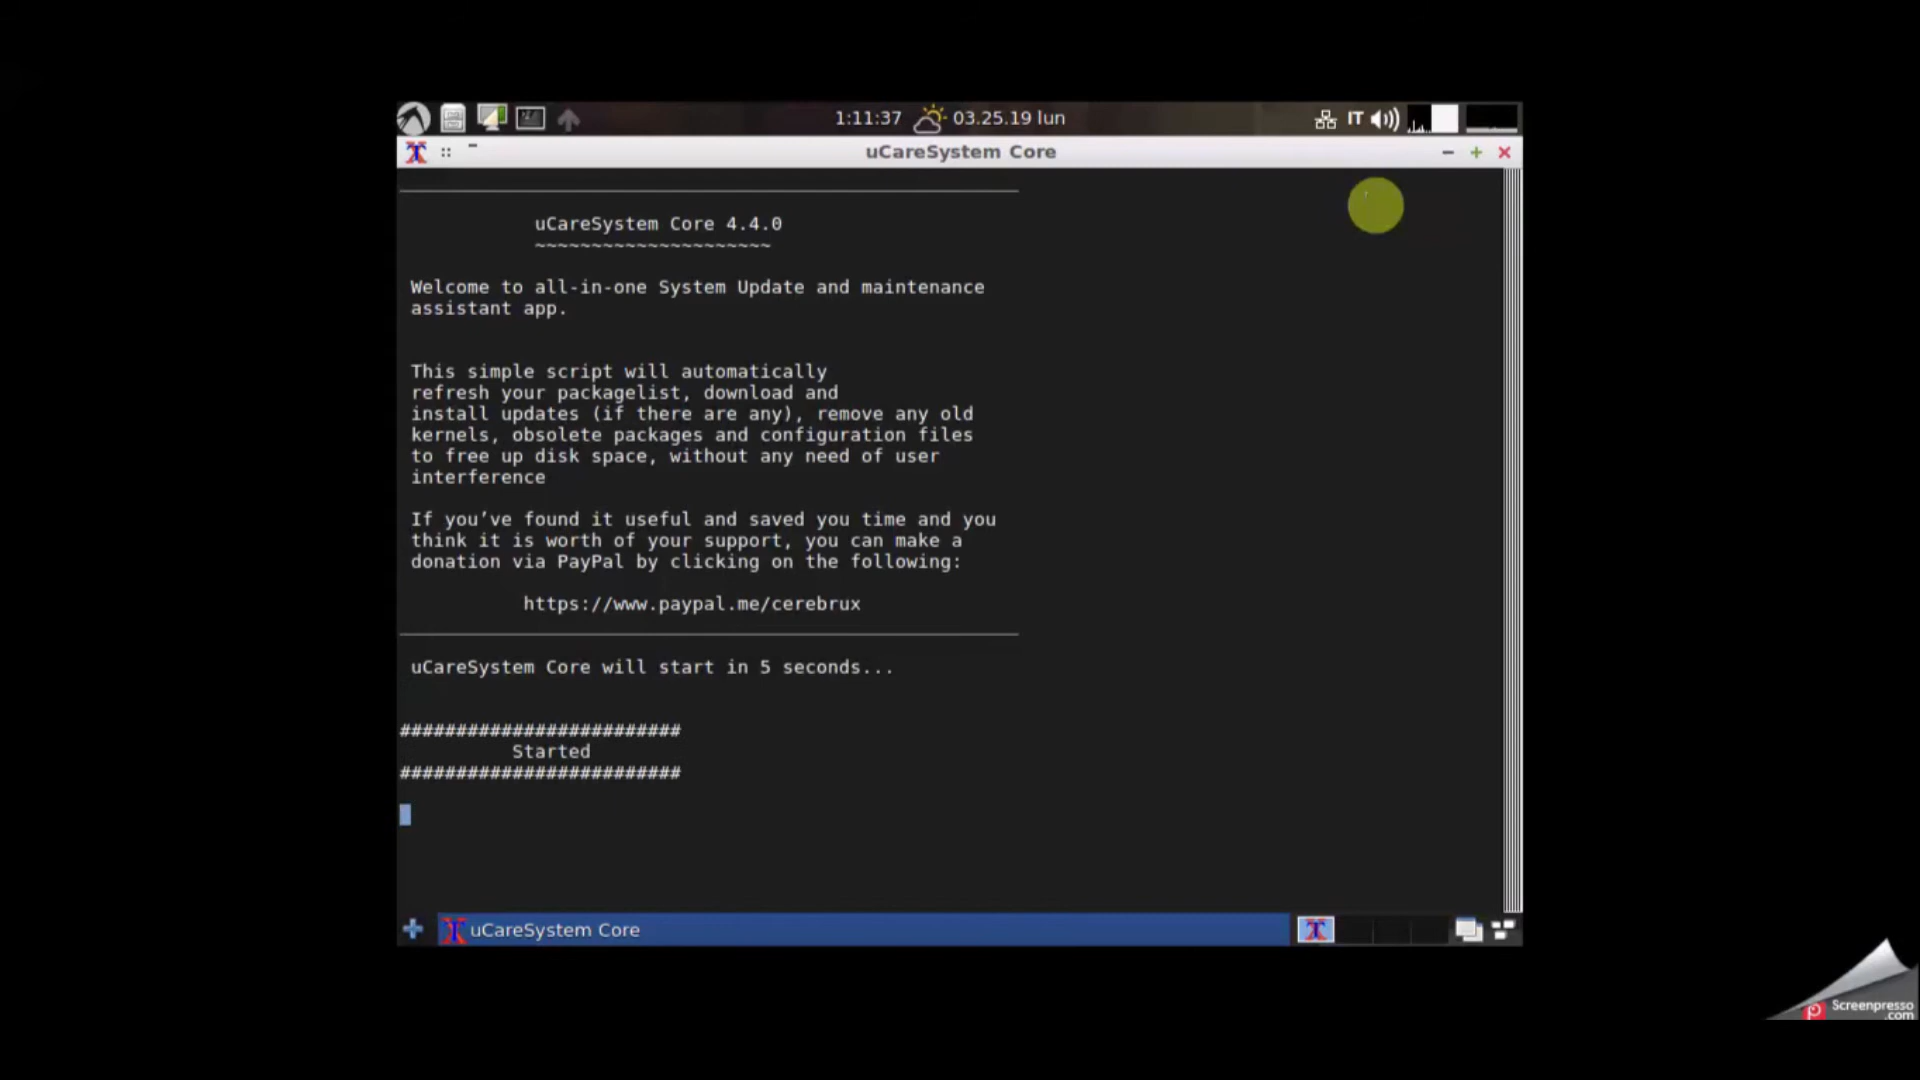 1:11:37 03.25.19 lun IT
uCareSystem Core
uCareSystem Core 4.4.0
~~~~~~~~~~~~~~~~~~~~~
Welcome to all-in-one System Update and maintenance
assistant app.
This simple script will automatically
refresh your packagelist, download and
install updates (if there are any), remove any old
kernels, obsolete packages and configuration files
to free up disk space, without any need of user
interference
If you’ve found it useful and saved you time and you
think it is worth of your support, you can make a
donation via PayPal by clicking on the following:
https://www.paypal.me/cerebrux
uCareSystem Core will start in 5 seconds...
#########################
Started
#########################
uCareSystem Core
Screenpresso
.com